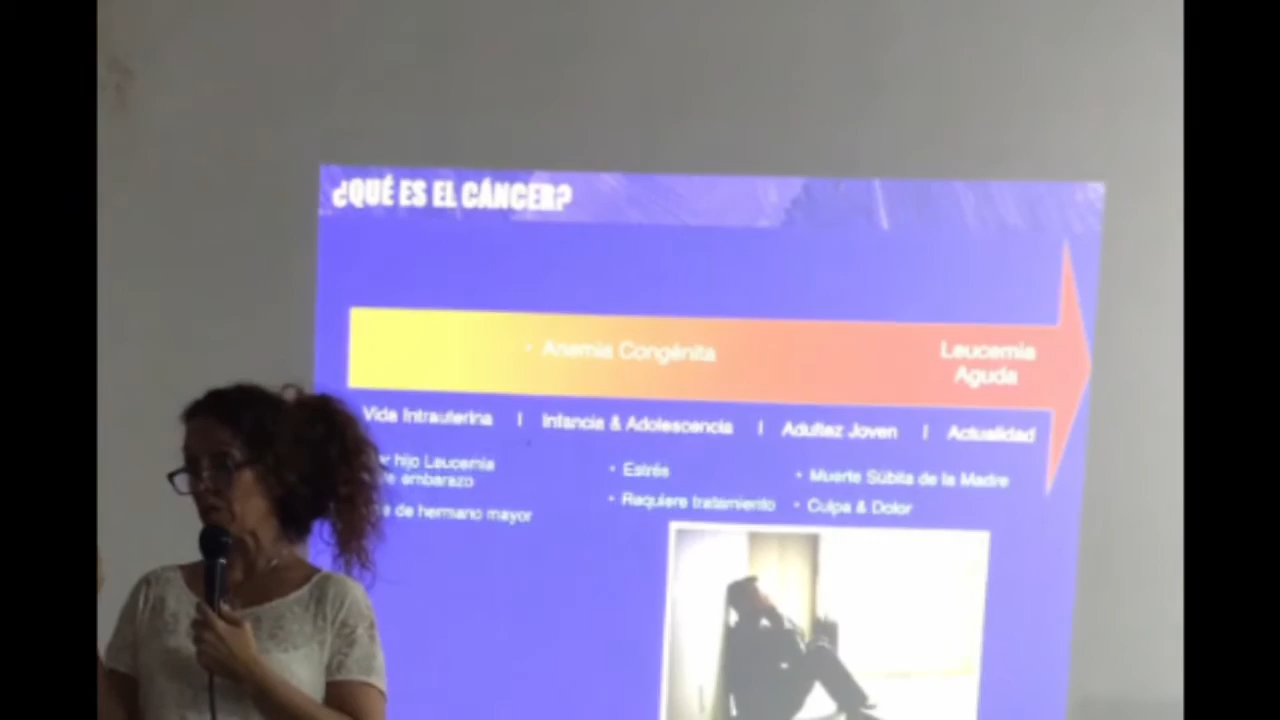 ¿QUÉ ES EL CÁNCER?
• Anemia Congénita
Leucemia
Aguda
Vida Intrauterina | Infancia & Adolescencia | Adultez Joven | Actualidad
hijo Leucemia
embarazo
de hermano mayor
• Estrés
• Requiere tratamiento
• Muerte Súbita de la Madre
• Culpa & Dolor